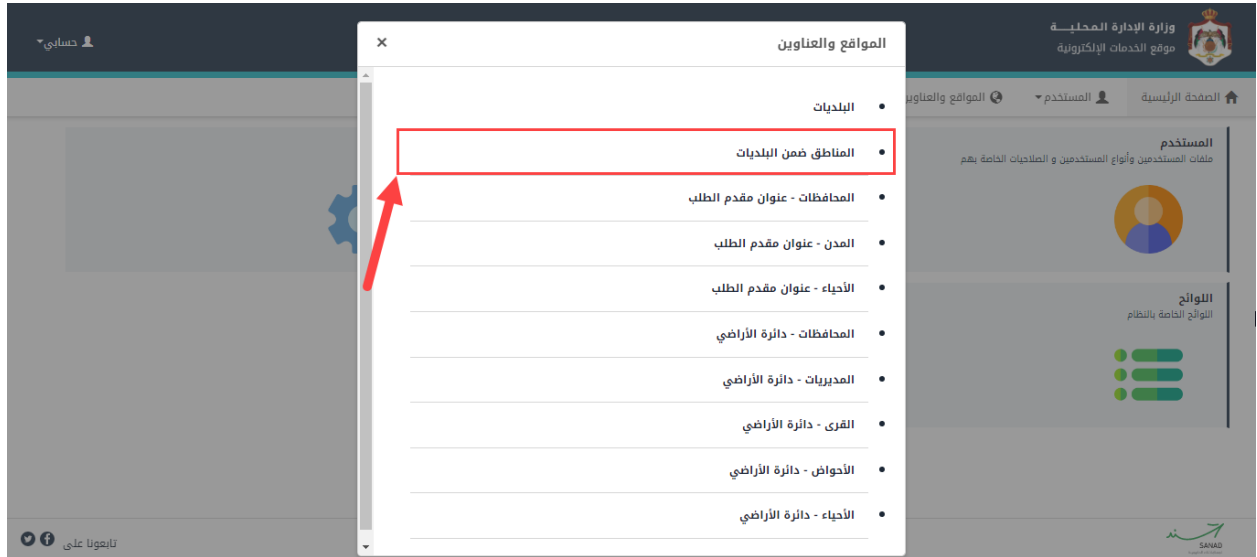 وزارة الإدارة المحليـــة
موقع الخدمات الإلكترونية
حسابي
الصفحة الرئيسية
المستخدم
المواقع والعناوين
المستخدم
ملفات المستخدمين وأنواع المستخدمين و الصلاحيات الخاصة بهم
اللوائح
اللوائح الخاصة بالنظام
المواقع والعناوين
×
البلديات
المناطق ضمن البلديات
المحافظات - عنوان مقدم الطلب
المدن - عنوان مقدم الطلب
الأحياء - عنوان مقدم الطلب
المحافظات - دائرة الأراضي
المديريات - دائرة الأراضي
القرى - دائرة الأراضي
الأحواض - دائرة الأراضي
الأحياء - دائرة الأراضي
سند
SANAD
تابعونا على